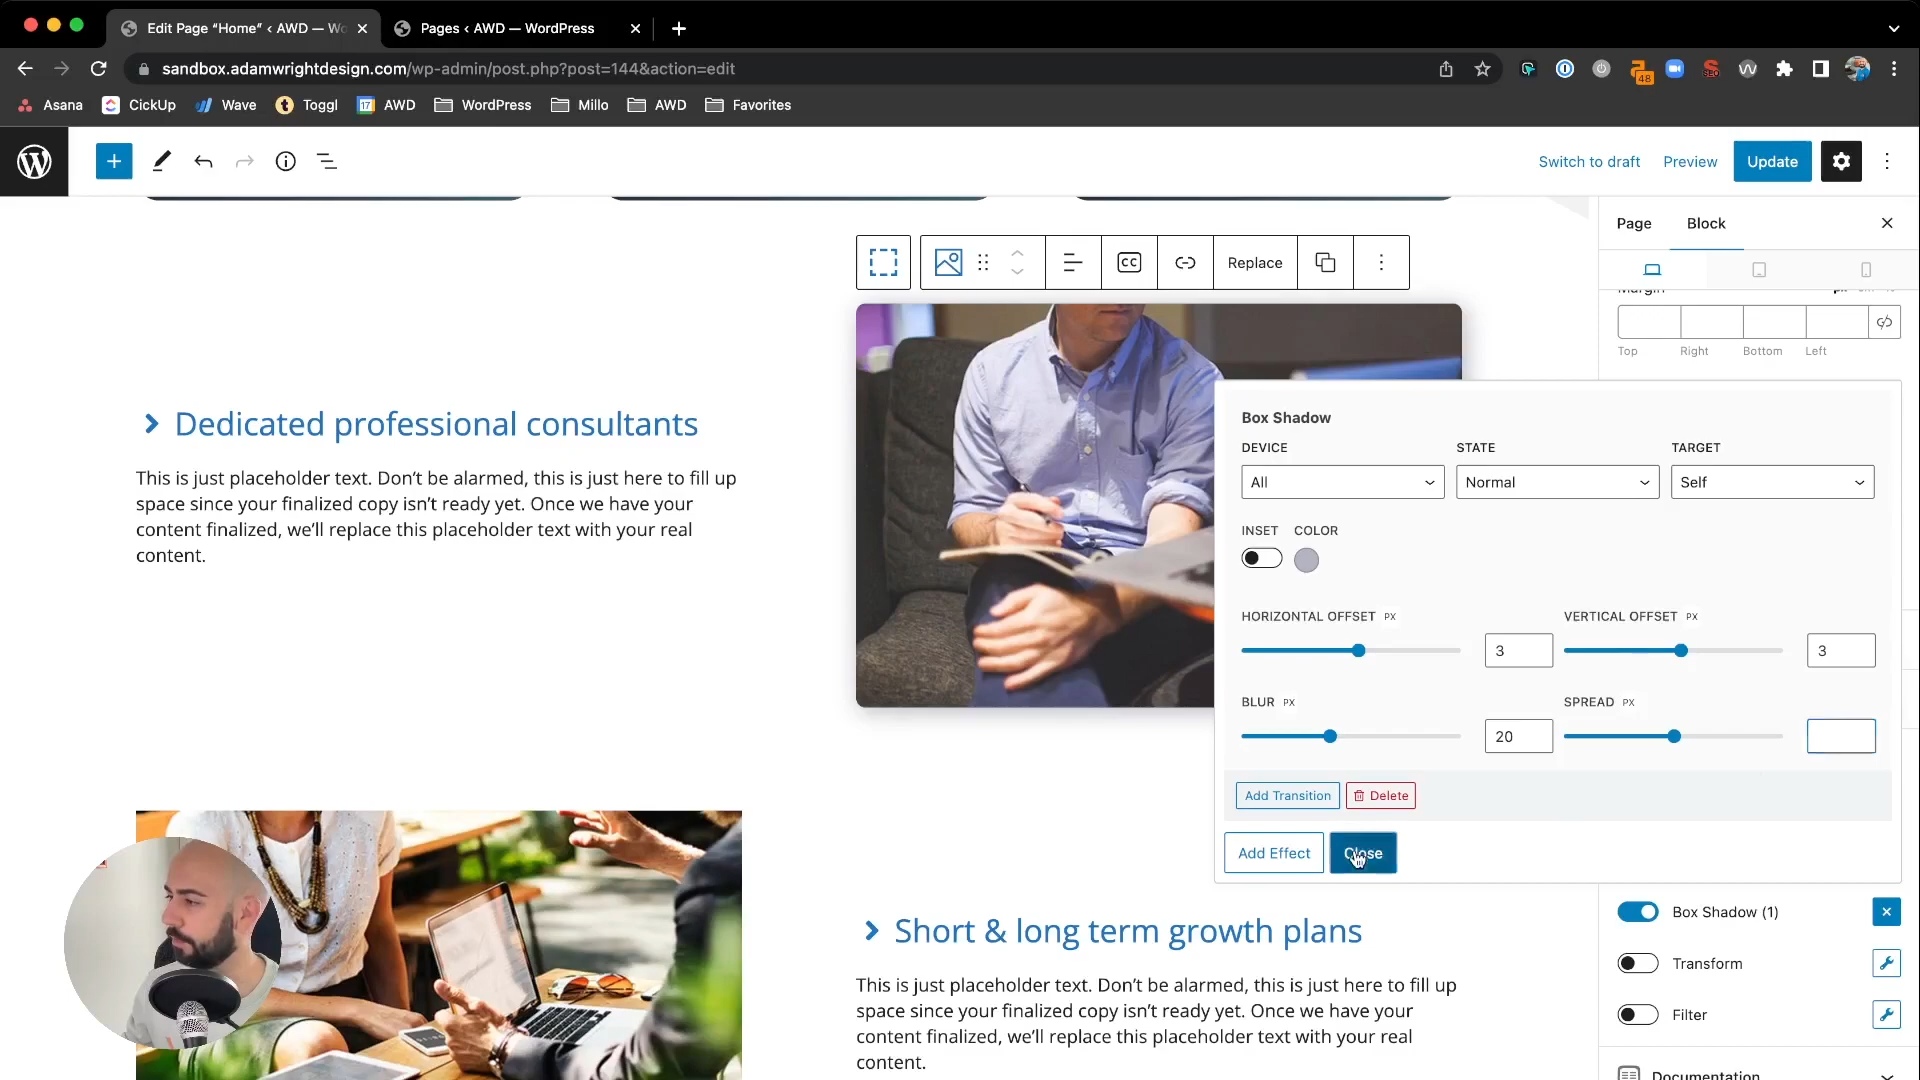 Edit Page “Home” ‹ AWD — Wo
Pages ‹ AWD — WordPress
sandbox.adamwrightdesign.com/wp-admin/post.php?post=144&action=edit
48
Asana
CickUp
Wave
Toggl
17
AWD
WordPress
Millo
AWD
Favorites
Switch to draft
Preview
Update
Page
Block
CC
Replace
Margin
Top
Right
Bottom
Left
Dedicated professional consultants
This is just placeholder text. Don’t be alarmed, this is just here to fill up
space since your finalized copy isn’t ready yet. Once we have your
content finalized, we’ll replace this placeholder text with your real
content.
Box Shadow
DEVICE
STATE
TARGET
All
Normal
Self
INSET
COLOR
HORIZONTAL OFFSET PX
3
VERTICAL OFFSET PX
3
BLUR PX
20
SPREAD PX
Add Transition
Delete
Add Effect
Close
Box Shadow (1)
Transform
Filter
Documentation
Short & long term growth plans
This is just placeholder text. Don’t be alarmed, this is just here to fill up
space since your finalized copy isn’t ready yet. Once we have your
content finalized, we’ll replace this placeholder text with your real
content.